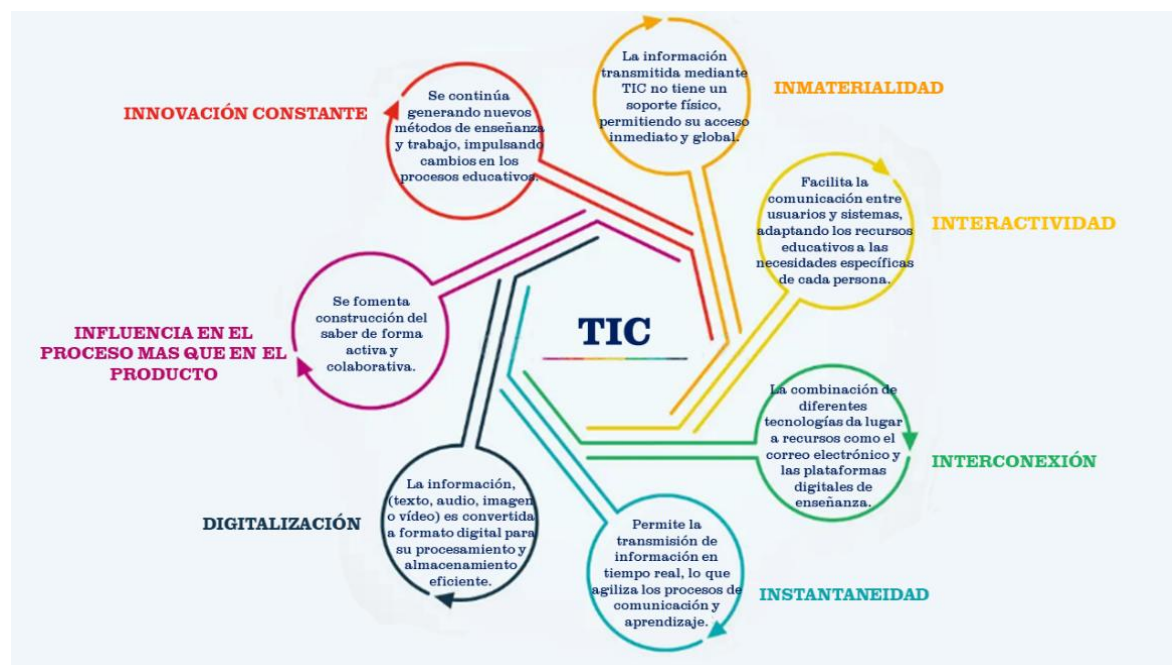 INNOVACIÓN CONSTANTE
Se continúa
generando nuevos
métodos de enseñanza
y trabajo, impulsando
cambios en los
procesos educativos.
La información
transmitida mediante
TIC no tiene un
soporte físico,
permitiendo su acceso
inmediato y global.
INMATERIALIDAD
Facilita la
comunicación entre
usuarios y sistemas,
adaptando los recursos
educativos a las
necesidades específicas
de cada persona.
INTERACTIVIDAD
TIC
INFLUENCIA EN EL
PROCESO MAS QUE EN EL
PRODUCTO
Se fomenta
construcción del
saber de forma
activa y
colaborativa.
La combinación de
diferentes
tecnologías da lugar
a recursos como el
correo electrónico y
las plataformas
digitales de
enseñanza.
INTERCONEXIÓN
DIGITALIZACIÓN
La información,
(texto, audio, imagen
o vídeo) es convertida
a formato digital para
su procesamiento y
almacenamiento
eficiente.
Permite la
transmisión de
información en
tiempo real, lo que
agiliza los procesos de
comunicación y
aprendizaje.
INSTANTANEIDAD